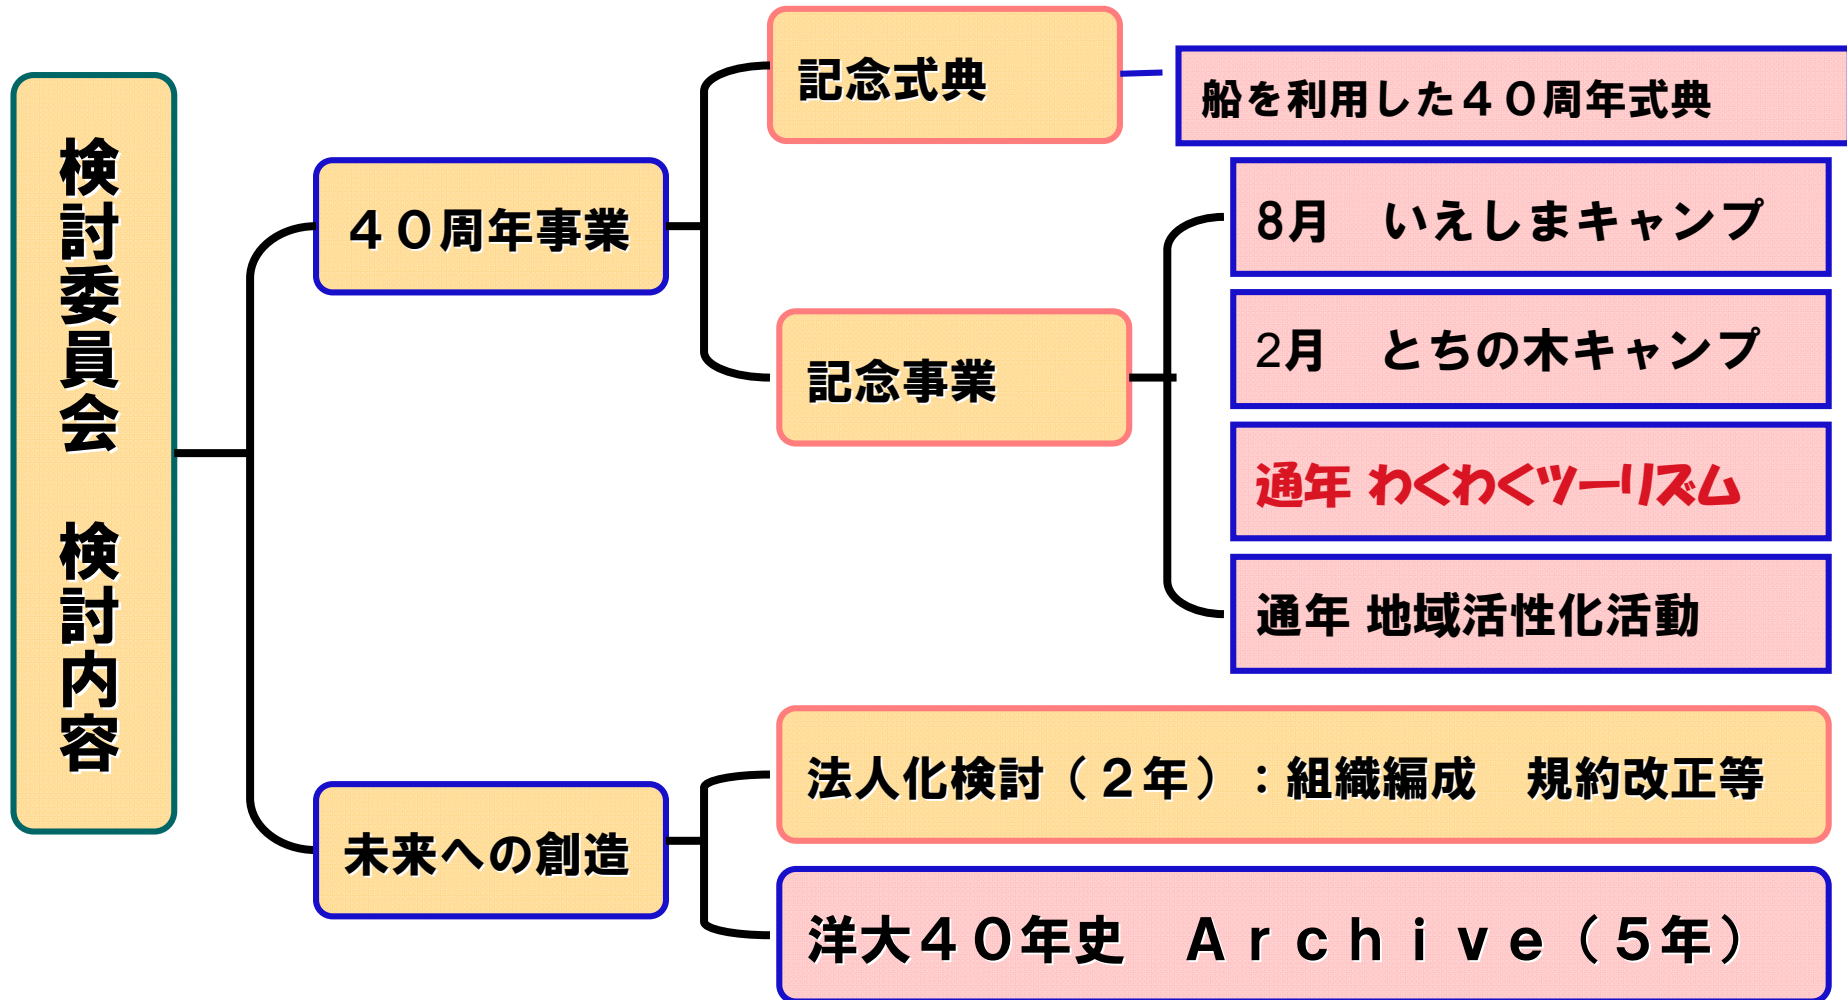 検討委員会　検討内容
４０周年事業
記念式典
船を利用した４０周年式典
記念事業
8月　いえしまキャンプ
2月　とちの木キャンプ
通年 わくわくツーリズム
通年 地域活性化活動
未来への創造
法人化検討（２年）：組織編成　規約改正等
洋大４０年史　Ａｒｃｈｉｖｅ（５年）